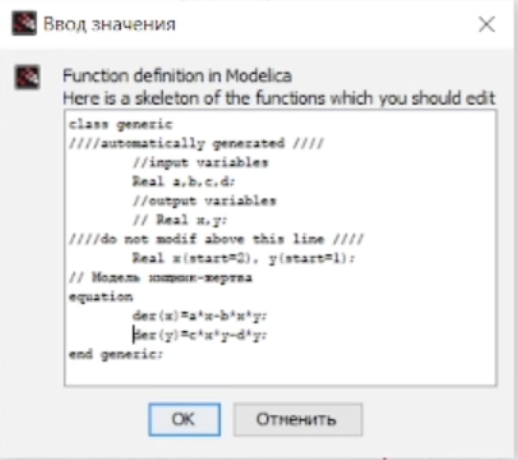 Ввод значения
Function definition in Modelica
Here is a skeleton of the functions which you should edit
class generic
////automatically generated ////
//input variables
Real a,b,c,d;
//output variables
// Real x,y;
////do not modif above this line ////
Real x(start=2), y(start=1);
// Модель хищник-жертва
equation
der(x)=a*x-b*x*y;
der(y)=c*x*y-d*y;
end generic;
OK
Отменить